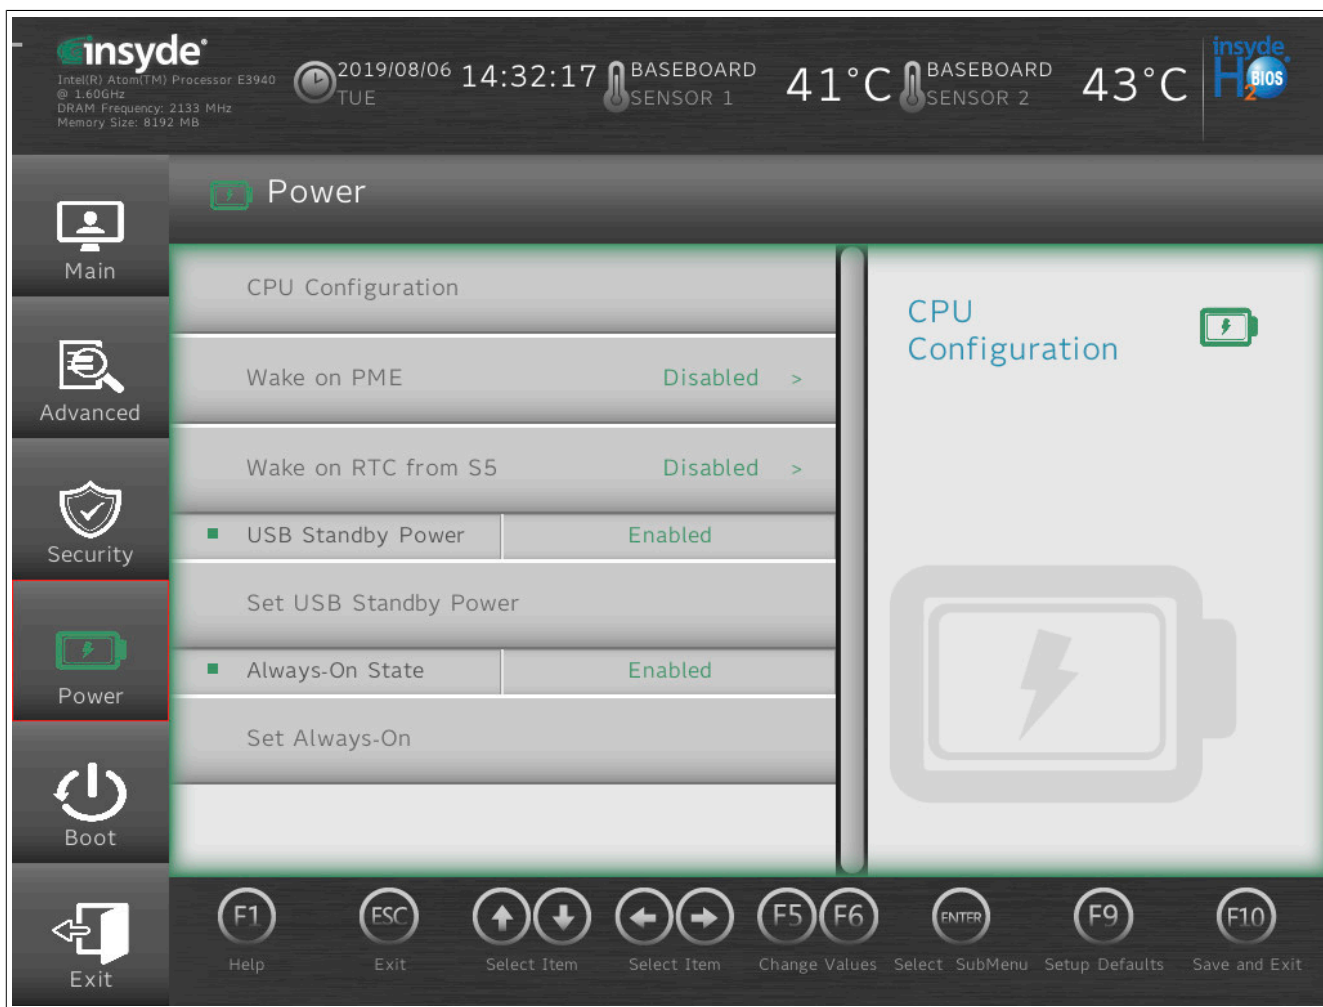 insyde
Intel(R) Atom(TM) Processor E3940
@ 1.60GHz
DRAM Frequency: 2133 MHz
Memory Size: 8192 MB
2019/08/06
TUE
14:32:17
BASEBOARD
SENSOR 1
41°C
BASEBOARD
SENSOR 2
43°C
insyde
H2 BIOS
Main
Advanced
Security
Power
Boot
Exit
Power
CPU Configuration
Wake on PME Disabled >
Wake on RTC from S5 Disabled >
USB Standby Power Enabled
Set USB Standby Power
Always-On State Enabled
Set Always-On
CPU
Configuration
F1 ESC F5 F6 ENTER F9 F10
Help Exit Select Item Select Item Change Values Select SubMenu Setup Defaults Save and Exit